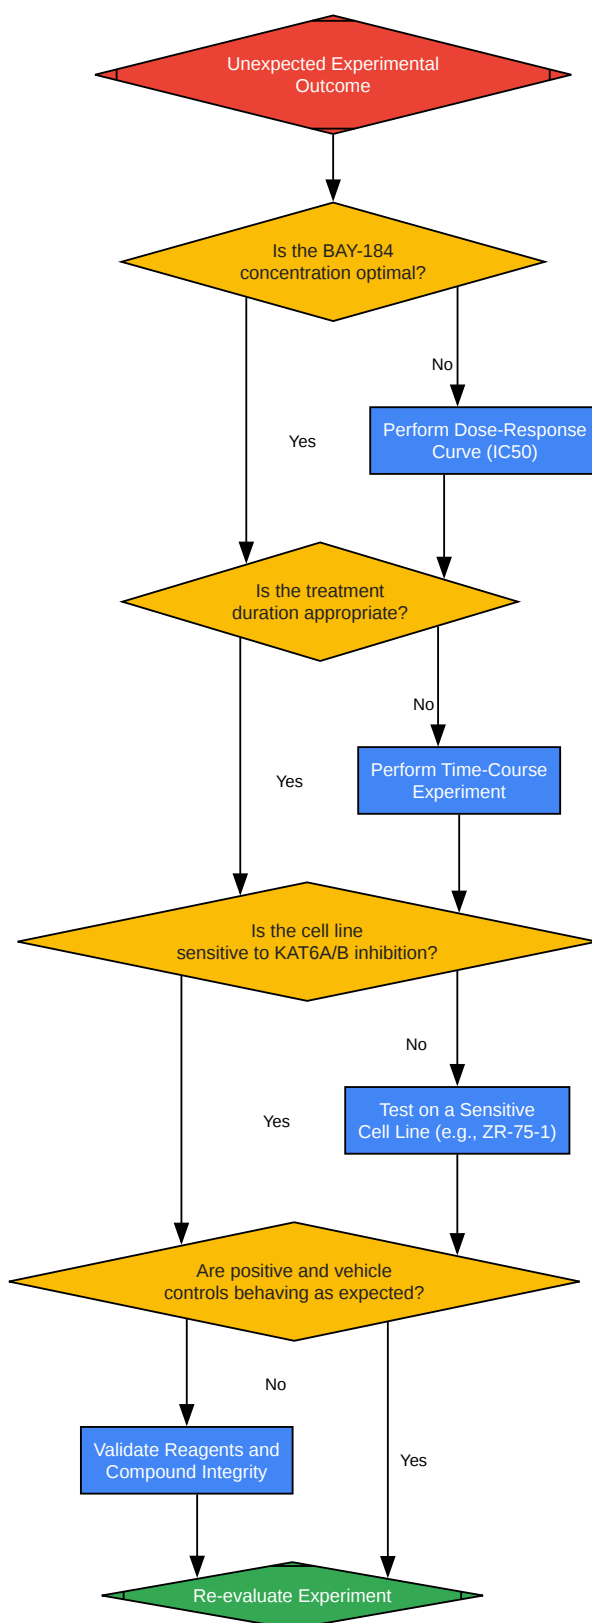 Unexpected Experimental
Outcome
Is the BAY-184
concentration optimal?
No
Perform Dose-Response
Curve (IC50)
Yes
Is the treatment
duration appropriate?
No
Perform Time-Course
Experiment
Yes
Is the cell line
sensitive to KAT6A/B inhibition?
No
Test on a Sensitive
Cell Line (e.g., ZR-75-1)
Yes
Are positive and vehicle
controls behaving as expected?
No
Validate Reagents and
Compound Integrity
Yes
Re-evaluate Experiment